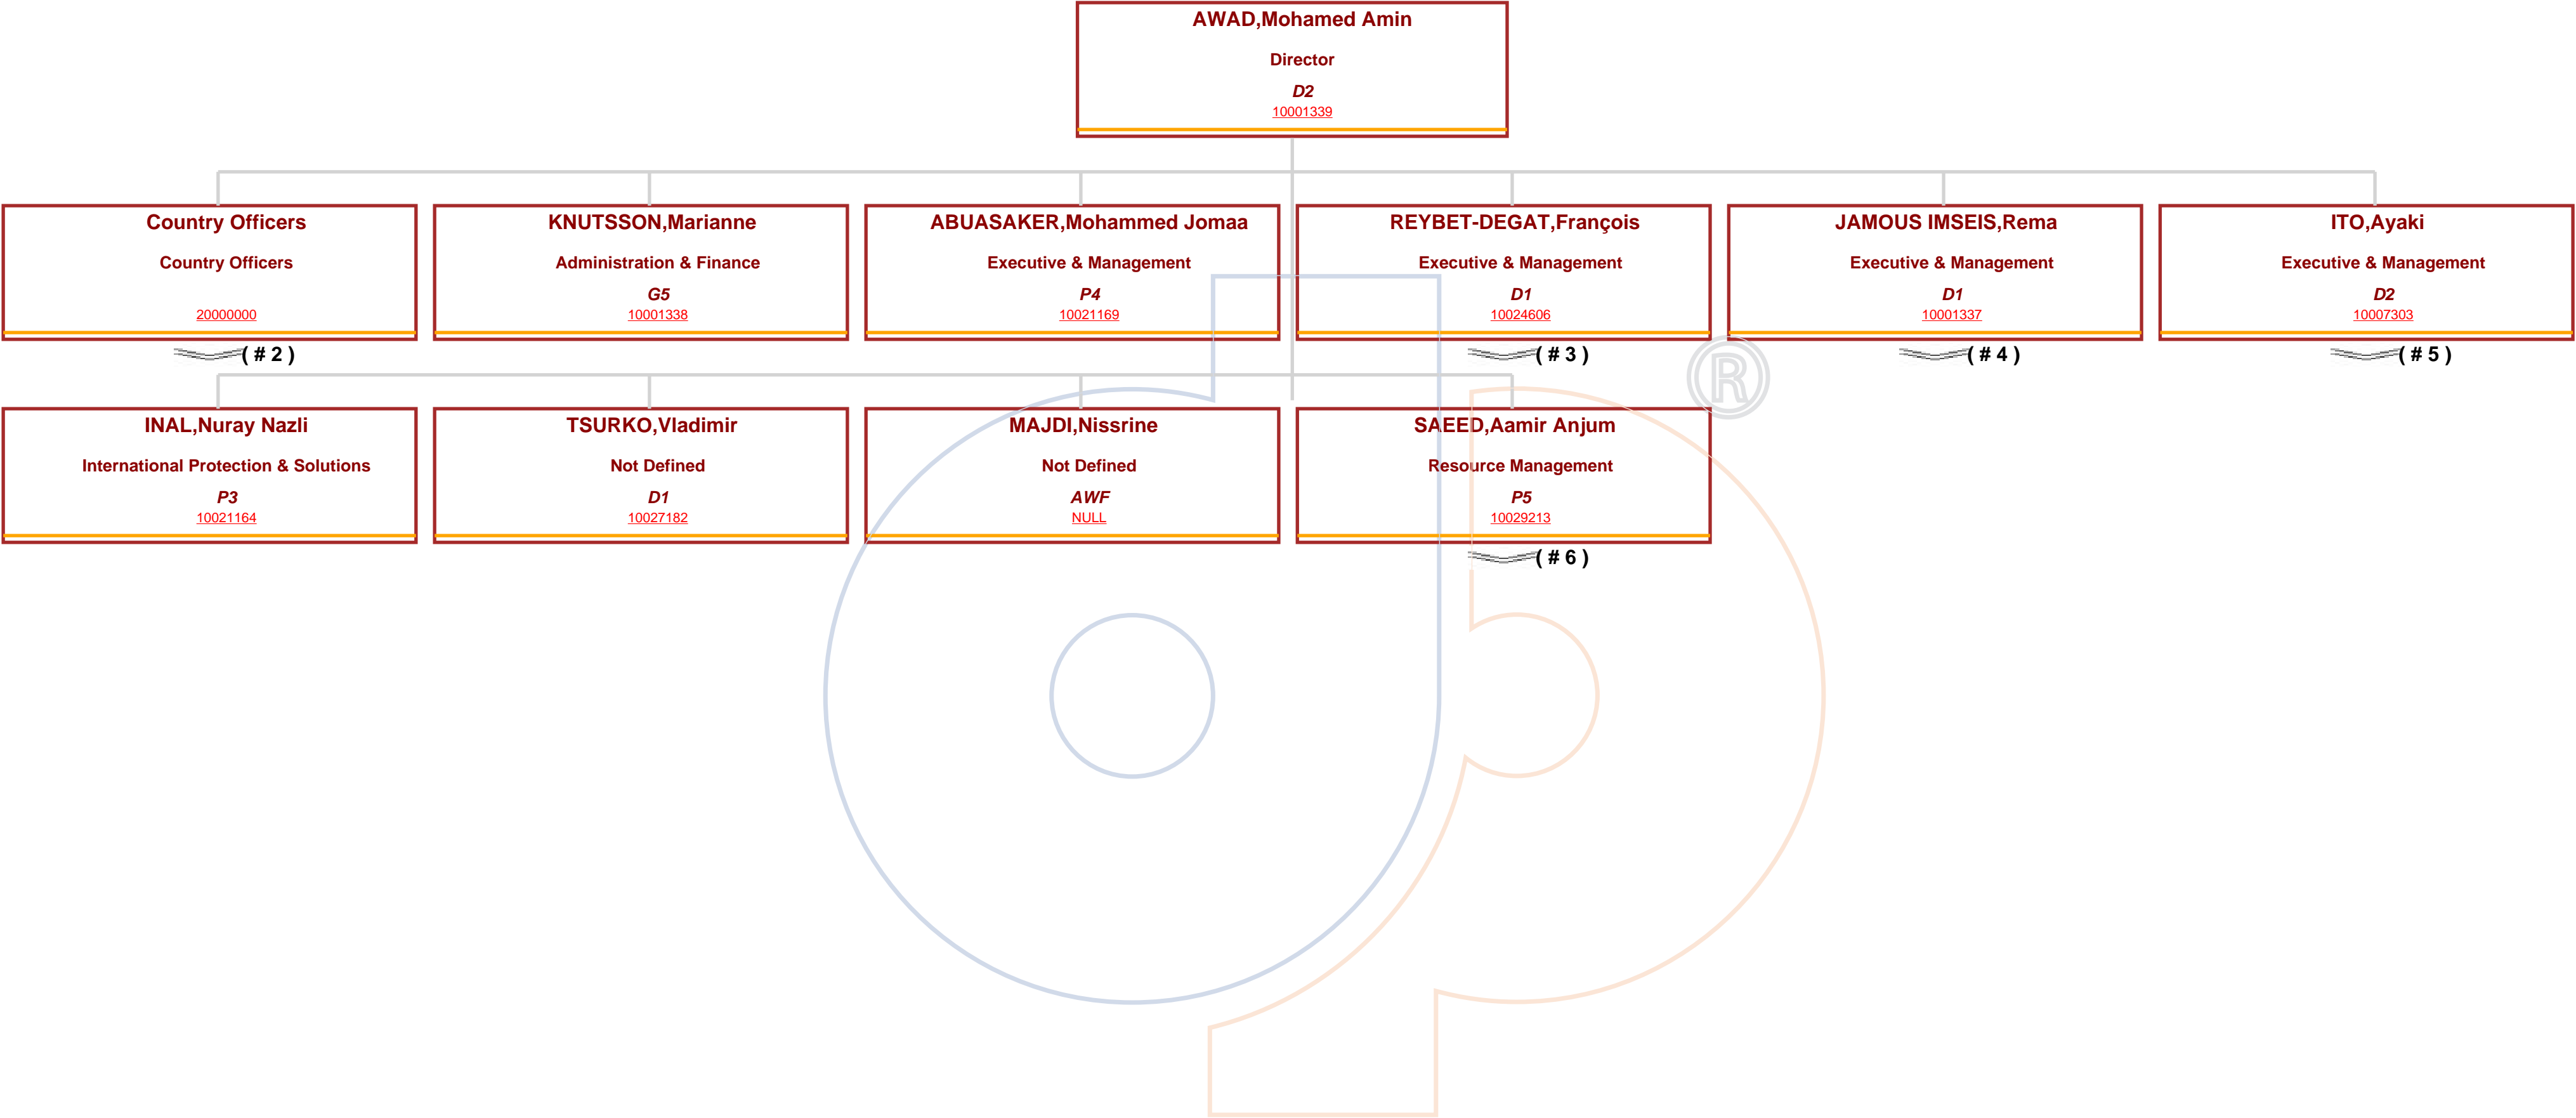 AWAD,Mohamed Amin
Director
D2
10001339
Country Officers
Country Officers
20000000
( # 2 )
KNUTSSON,Marianne
Administration & Finance
G5
10001338
ABUASAKER,Mohammed Jomaa
Executive & Management
P4
10021169
REYBET-DEGAT,François
Executive & Management
D1
10024606
( # 3 )
JAMOUS IMSEIS,Rema
Executive & Management
D1
10001337
( # 4 )
ITO,Ayaki
Executive & Management
D2
10007303
( # 5 )
INAL,Nuray Nazli
International Protection & Solutions
P3
10021164
TSURKO,Vladimir
Not Defined
D1
10027182
MAJDI,Nissrine
Not Defined
AWF
NULL
SAEED,Aamir Anjum
Resource Management
P5
10029213
( # 6 )
®